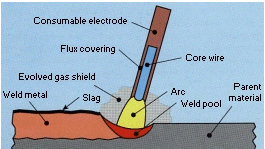 Consumable electrode
Flux covering
Core wire
Evolved gas shield
Arc
Weld metal
Slag
Weld pool
Parent
material